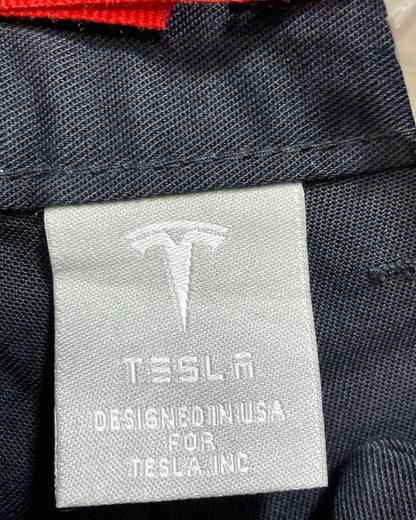 TESLA
DESIGNED IN USA
FOR
TESLA, INC.